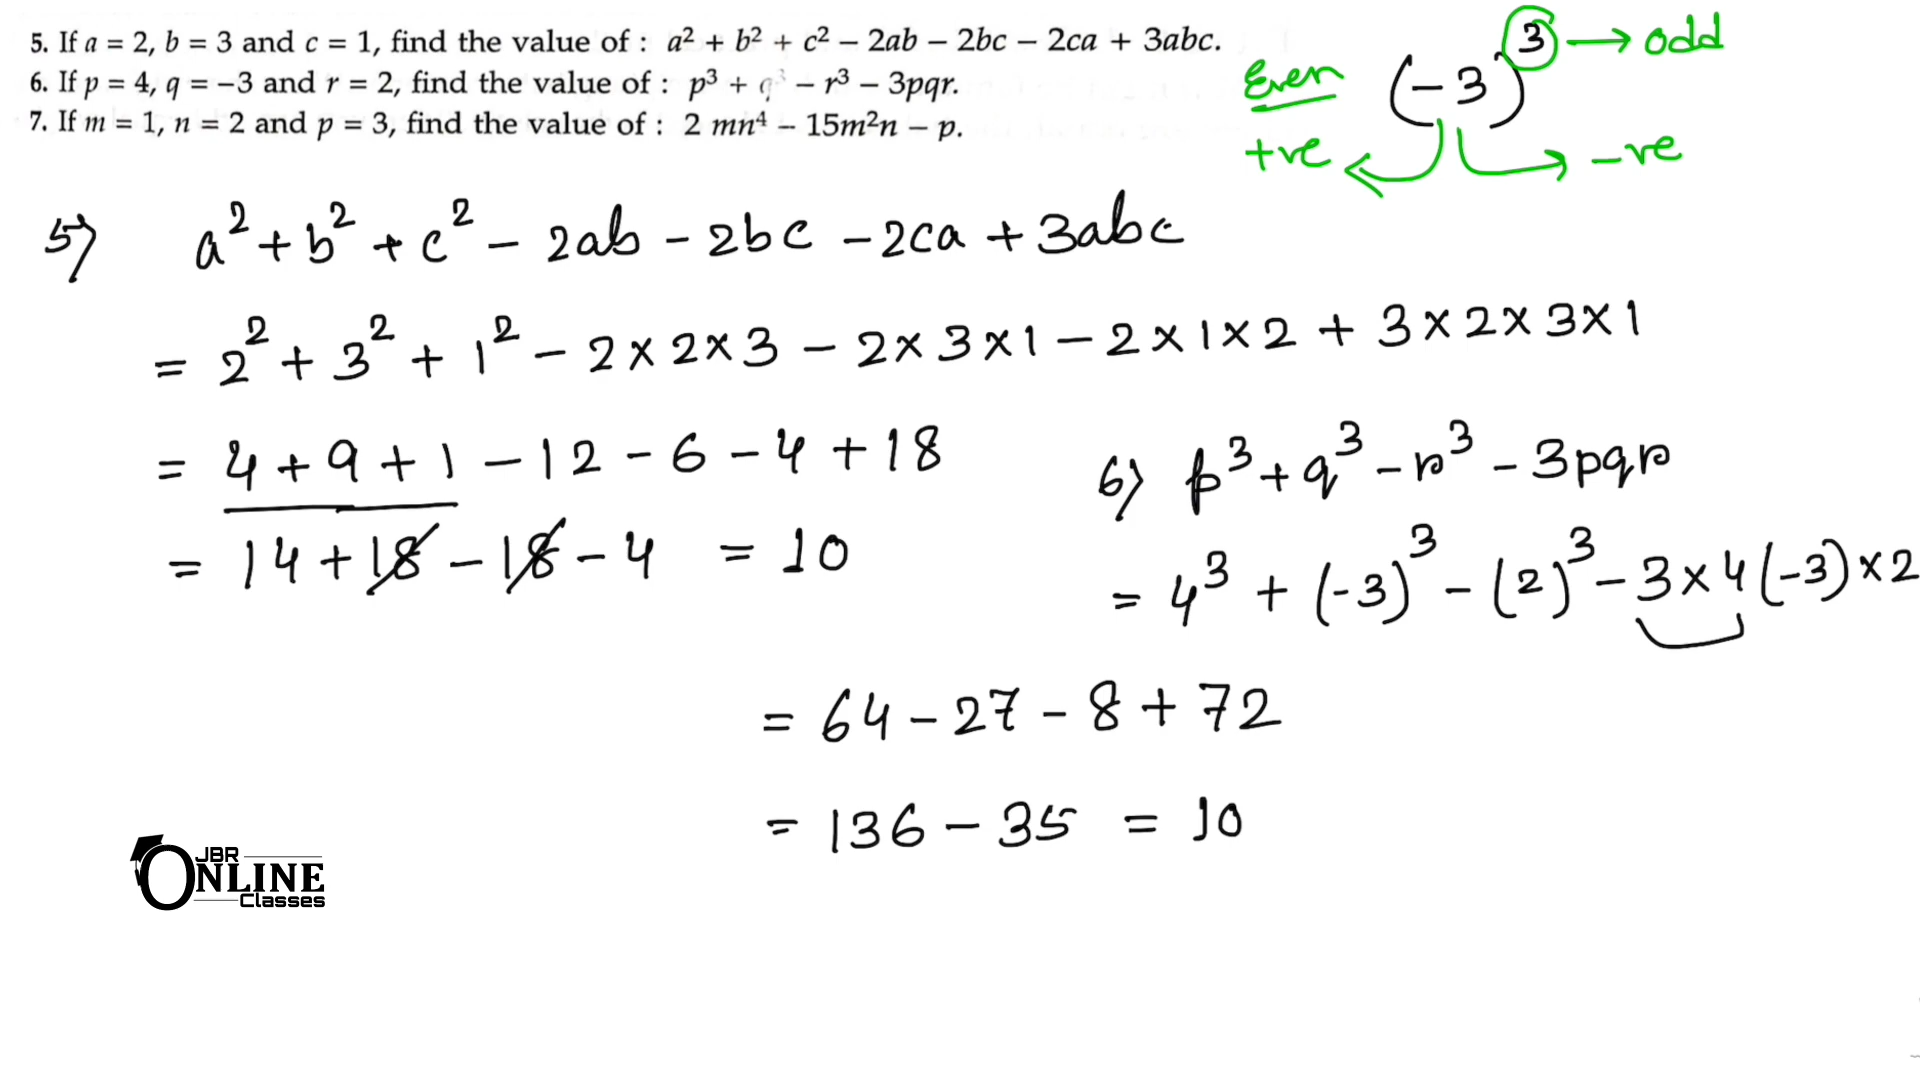 5. If a = 2, b = 3 and c = 1, find the value of : a² + b² + c² – 2ab – 2bc – 2ca + 3abc.
6. If p = 4, q = –3 and r = 2, find the value of : p³ + q³ – r³ – 3pqr.
7. If m = 1, n = 2 and p = 3, find the value of : 2 mn⁴ – 15m²n – p.
(-3)³ → odd
Even
+ve
-ve
5) a² + b² + c² - 2ab - 2bc - 2ca + 3abc
= 2² + 3² + 1² - 2×2×3 - 2×3×1 - 2×1×2 + 3×2×3×1
= 4+9+1 - 12 - 6 - 4 + 18
= 14+18 - 18 - 4 = 10
6) p³ + q³ - r³ - 3pqr
= 4³ + (-3)³ - (2)³ - 3×4(-3)×2
= 64 - 27 - 8 + 72
= 136 - 35 = 10
JBR
ONLINE
Classes